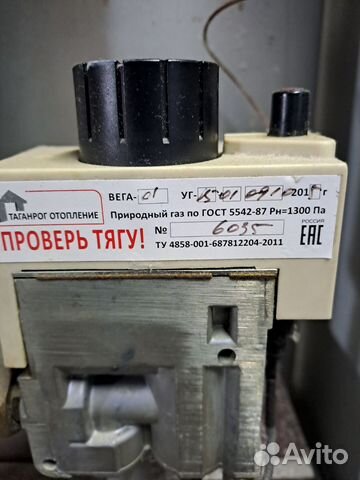 ВЕГА-01 УГ- 201 г
ТАГАНРОГ ОТОПЛЕНИЕ
Природный газ по ГОСТ 5542-87 Рн=1300 Па
ПРОВЕРЬ ТЯГУ!
№ 6035
РОССИЯ
EAC
ТУ 4858-001-687812204-2011
Avito